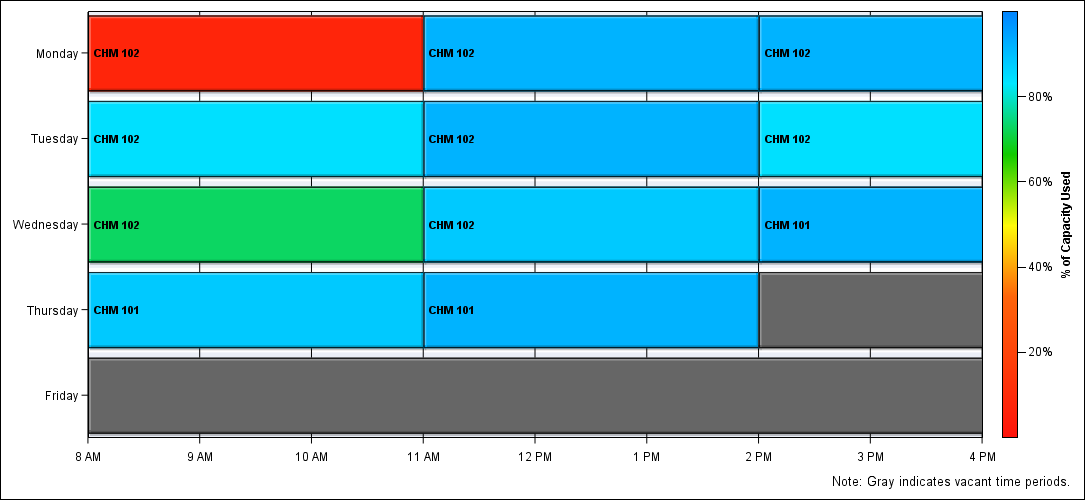 Monday
CHM 102
CHM 102
CHM 102
Tuesday
CHM 102
CHM 102
CHM 102
Wednesday
CHM 102
CHM 102
CHM 101
Thursday
CHM 101
CHM 101
Friday
8 AM
9 AM
10 AM
11 AM
12 PM
1 PM
2 PM
3 PM
4 PM
80%
60%
40%
20%
% of Capacity Used
Note: Gray indicates vacant time periods.